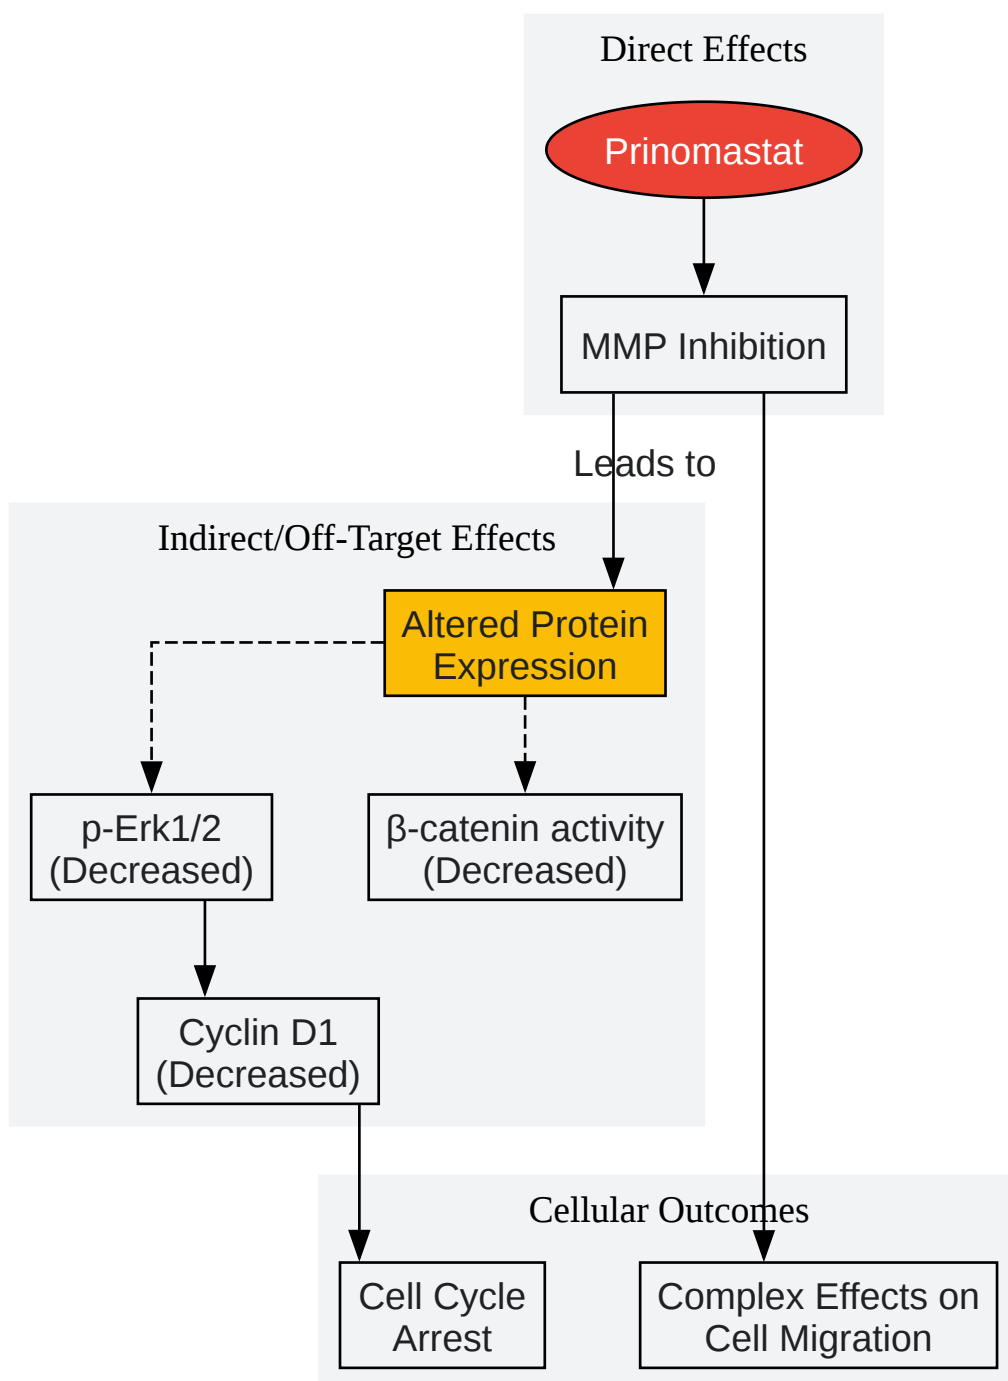 Direct Effects
Prinomastat
MMP Inhibition
Leads to
Indirect/Off-Target Effects
Altered Protein
Expression
p-Erk1/2
(Decreased)
β-catenin activity
(Decreased)
Cyclin D1
(Decreased)
Cellular Outcomes
Cell Cycle
Arrest
Complex Effects on
Cell Migration